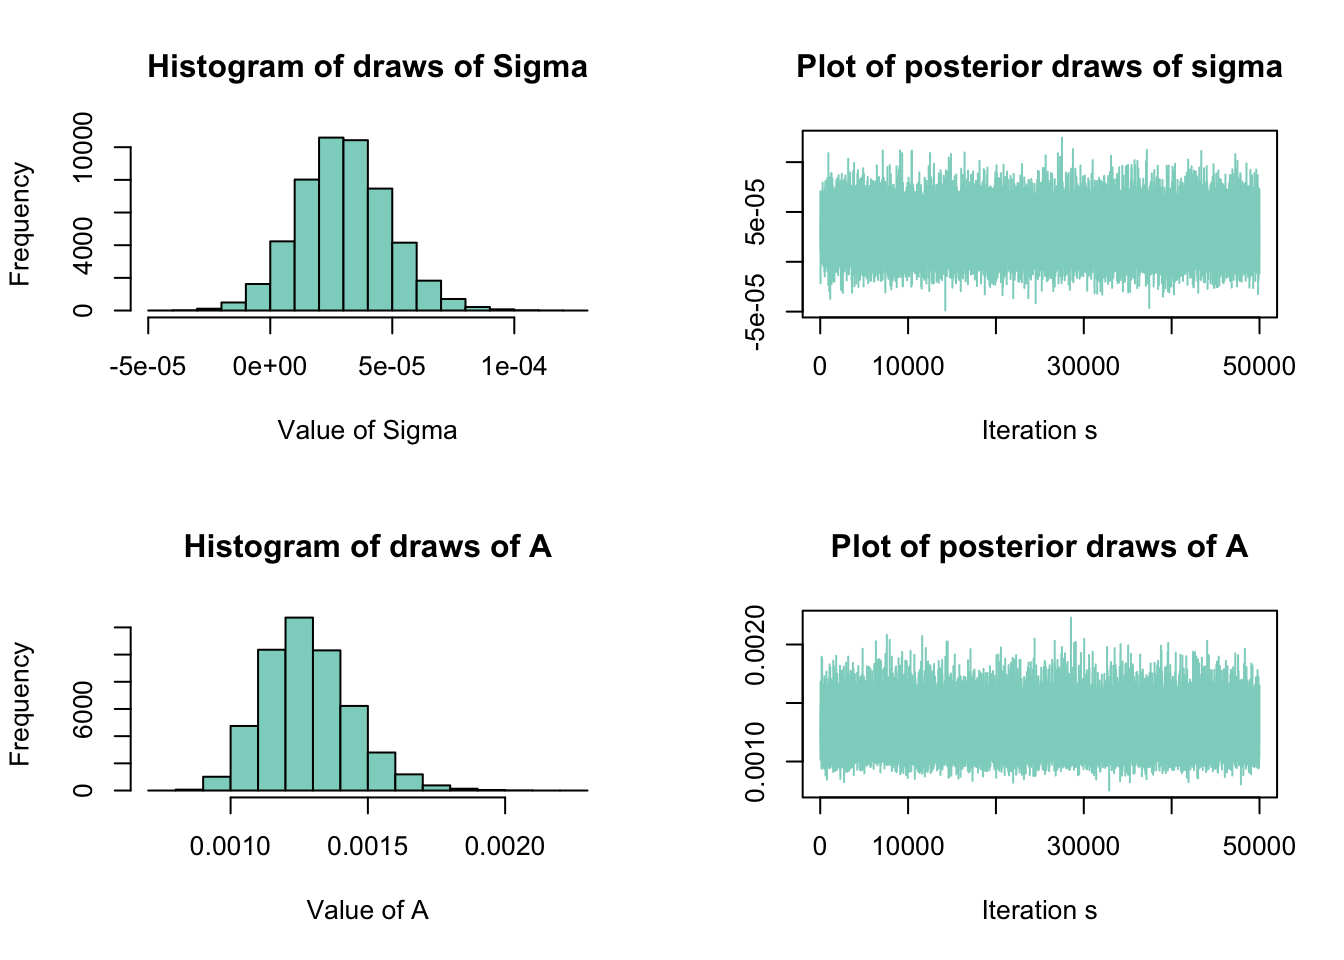 Histogram of draws of Sigma
Frequency
0 4000 10000
-5e-05 0e+00 5e-05 1e-04
Value of Sigma
Plot of posterior draws of sigma
-5e-05 5e-05
0 10000 30000 50000
Iteration s
Histogram of draws of A
Frequency
0 6000
0.0010 0.0015 0.0020
Value of A
Plot of posterior draws of A
0.0010 0.0020
0 10000 30000 50000
Iteration s